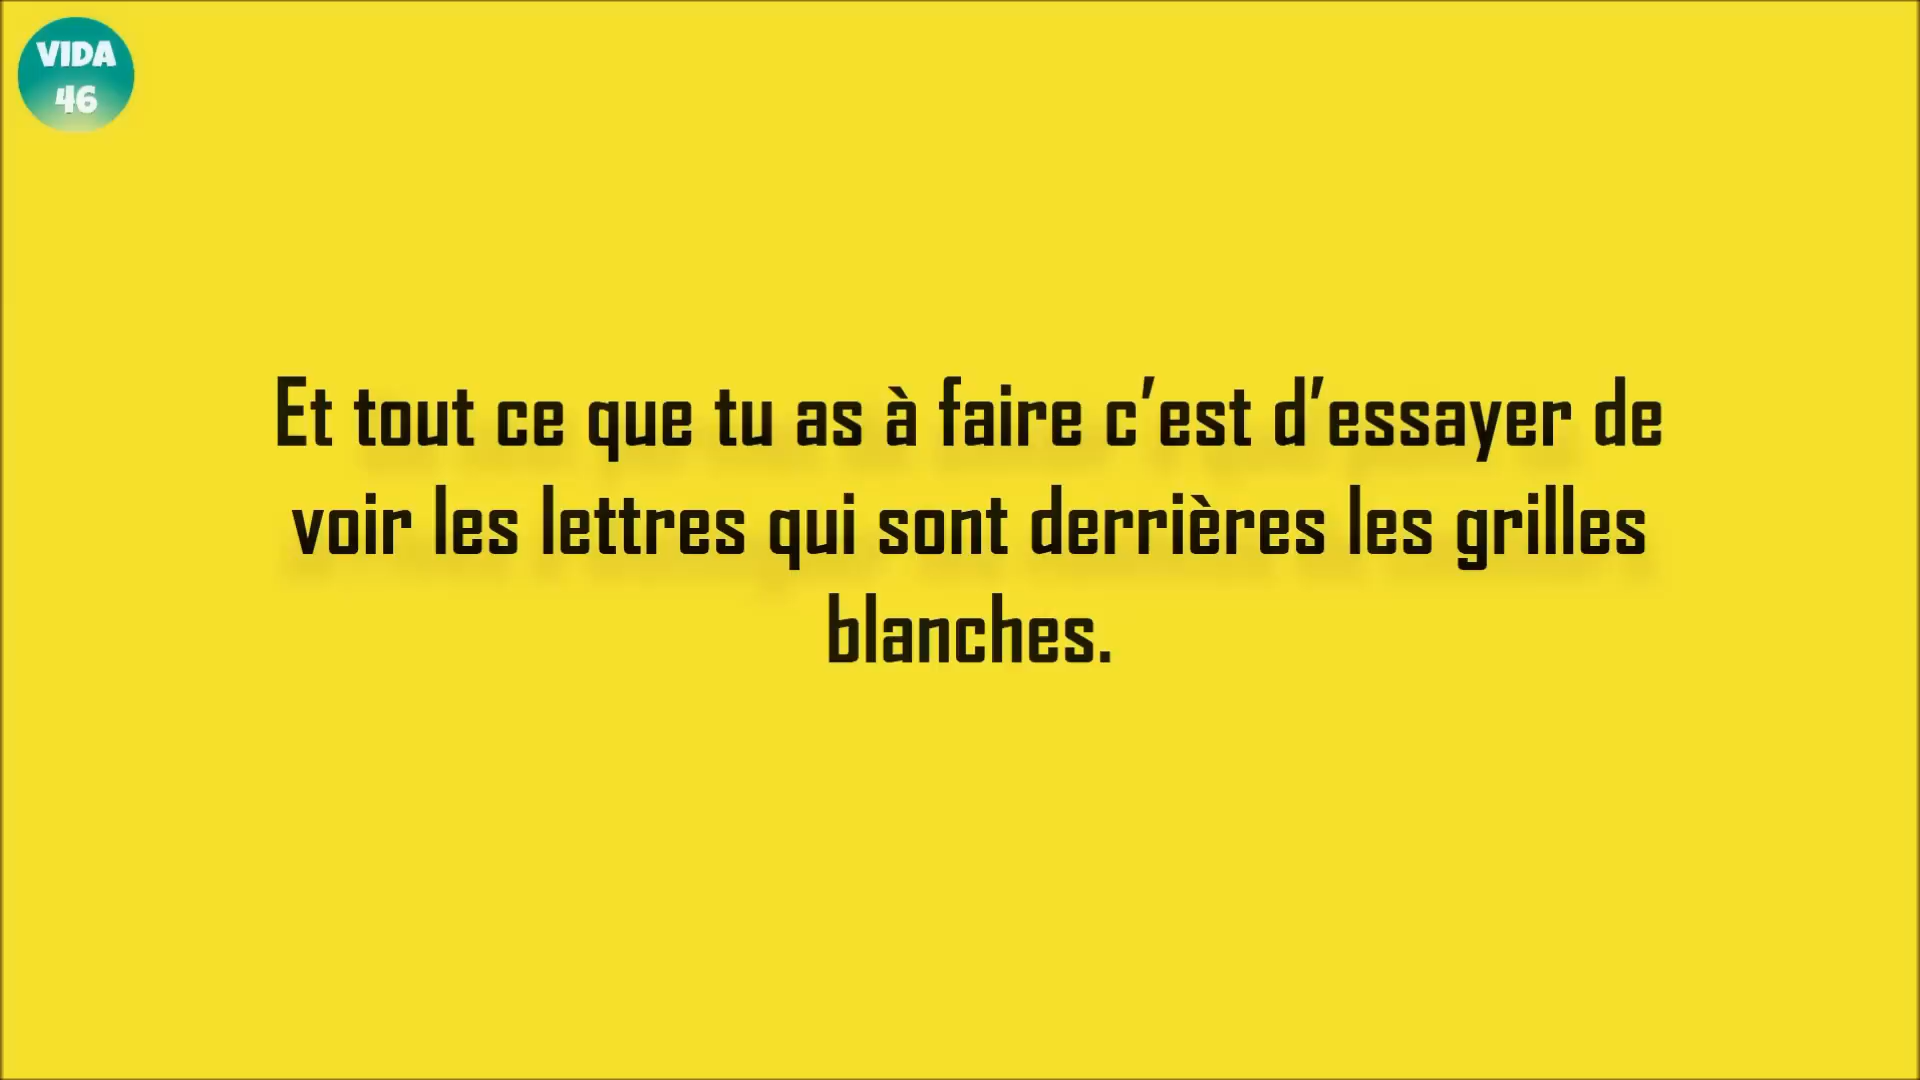 VIDA
46
Et tout ce que tu as à faire c’est d’essayer de
voir les lettres qui sont derrières les grilles
blanches.